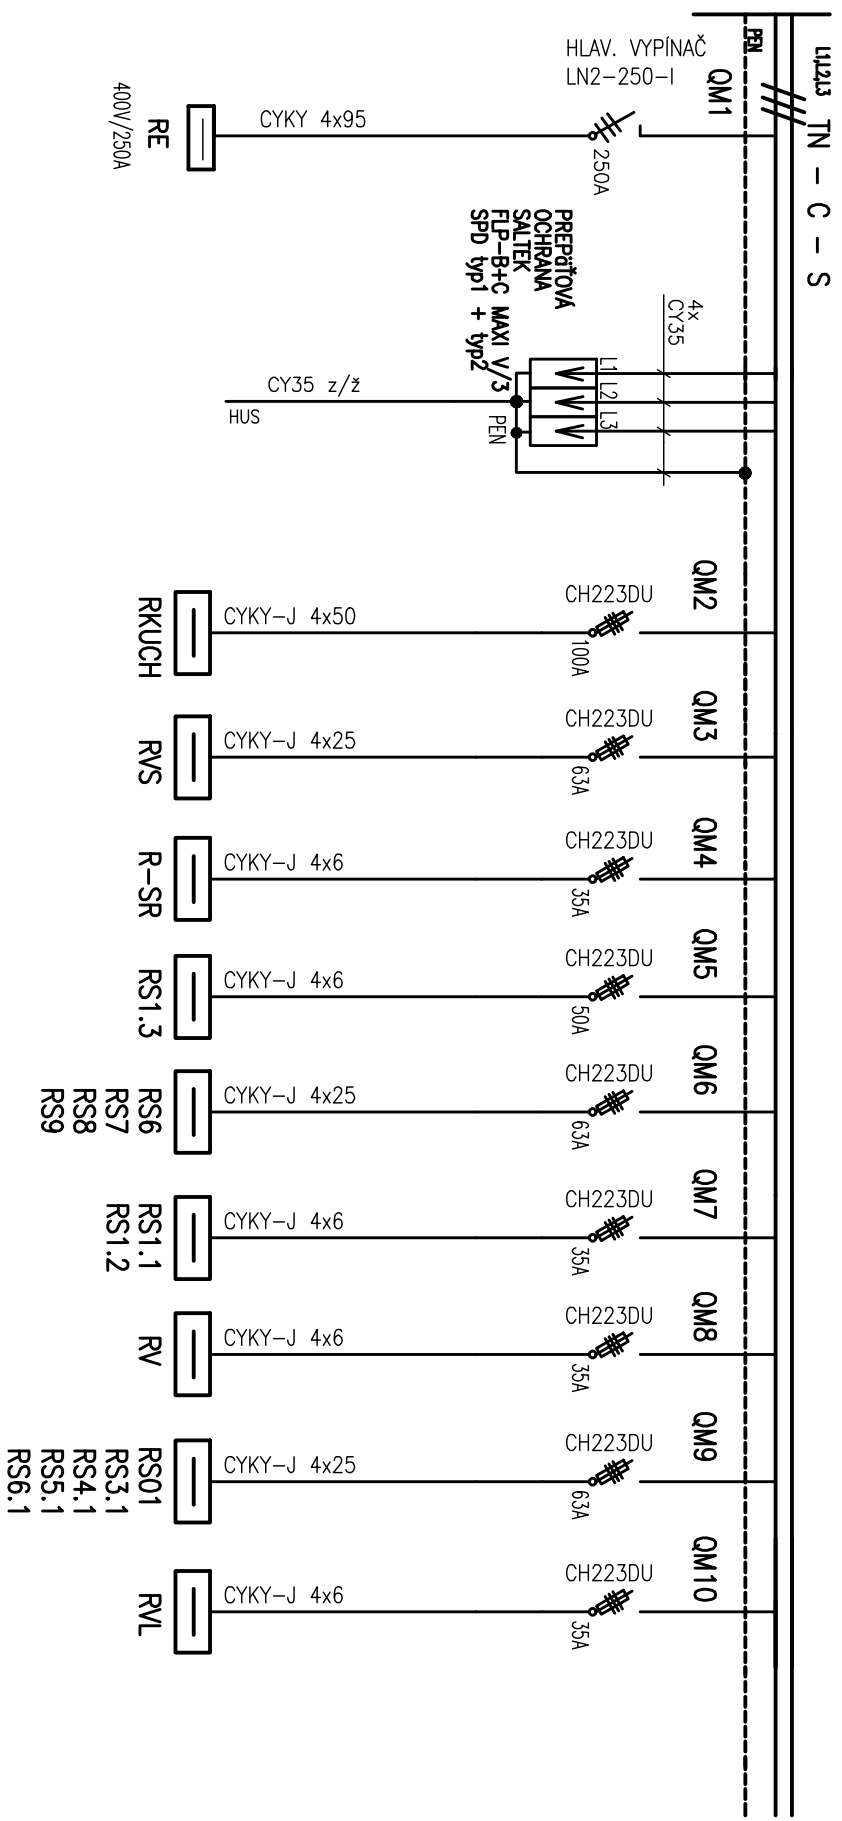 L1,L2,L3
TN - C - S
PEN
HLAV. VYPÍNAČ
LN2-250-I
QM1
250A
CYKY 4x95
RE
400V/250A
PREPäŤOVÁ
OCHRANA
SALTEK
FLP-B+C MAXI V/3
SPD typ1 + typ2
4x
CY35
L1
L2
L3
PEN
CY35 z/ž
HUS
QM2
CH223DU
100A
CYKY-J 4x50
RKUCH
QM3
CH223DU
63A
CYKY-J 4x25
RVS
QM4
CH223DU
35A
CYKY-J 4x6
R-SR
QM5
CH223DU
50A
CYKY-J 4x6
RS1.3
QM6
CH223DU
63A
CYKY-J 4x25
RS6
RS7
RS8
RS9
QM7
CH223DU
35A
CYKY-J 4x6
RS1.1
RS1.2
QM8
CH223DU
35A
CYKY-J 4x6
RV
QM9
CH223DU
63A
CYKY-J 4x25
RS01
RS3.1
RS4.1
RS5.1
RS6.1
QM10
CH223DU
35A
CYKY-J 4x6
RVL